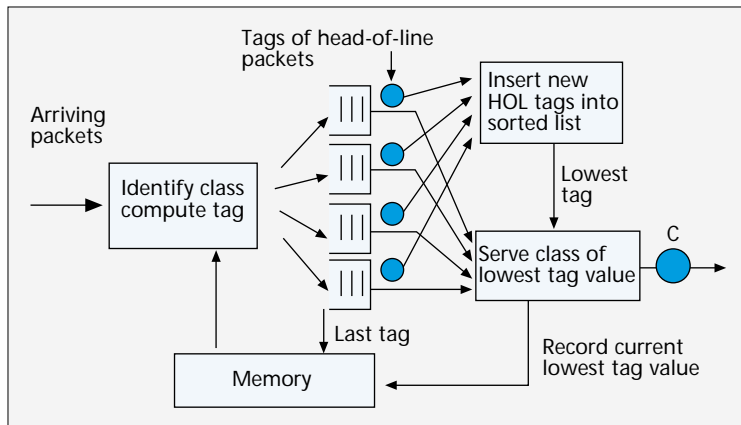 Tags of head-of-line
packets
Arriving
packets
Identify class
compute tag
Insert new
HOL tags into
sorted list
Lowest
tag
Serve class of
lowest tag value
C
Last tag
Memory
Record current
lowest tag value